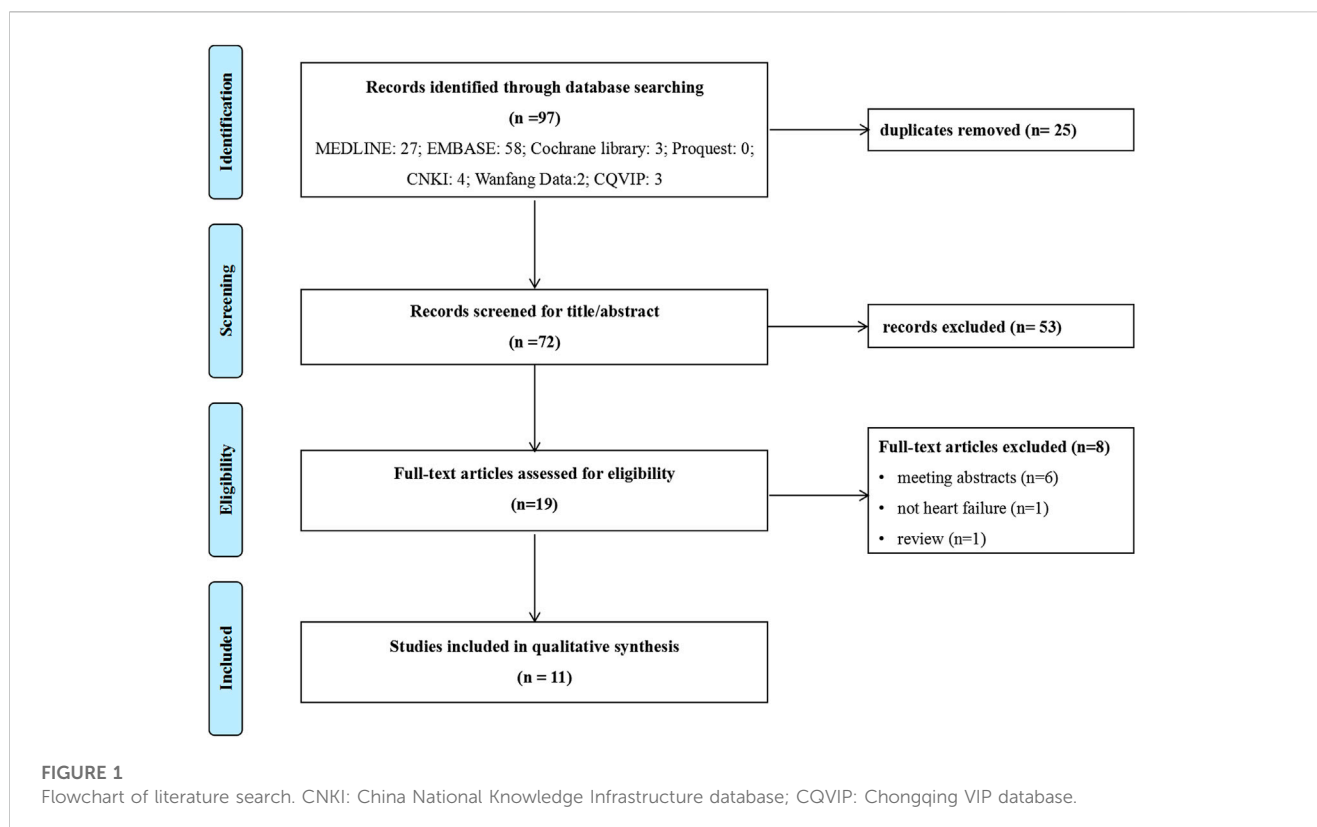 Identification
Records identified through database searching
(n =97)
MEDLINE: 27; EMBASE: 58; Cochrane library: 3; Proquest: 0;
CNKI: 4; Wanfang Data:2; CQVIP: 3
duplicates removed (n= 25)
Screening
Records screened for title/abstract
(n =72)
records excluded (n= 53)
Eligibility
Full-text articles assessed for eligibility
(n=19)
Full-text articles excluded (n=8)
• meeting abstracts (n=6)
• not heart failure (n=1)
• review (n=1)
Included
Studies included in qualitative synthesis
(n = 11)
FIGURE 1
Flowchart of literature search. CNKI: China National Knowledge Infrastructure database; CQVIP: Chongqing VIP database.